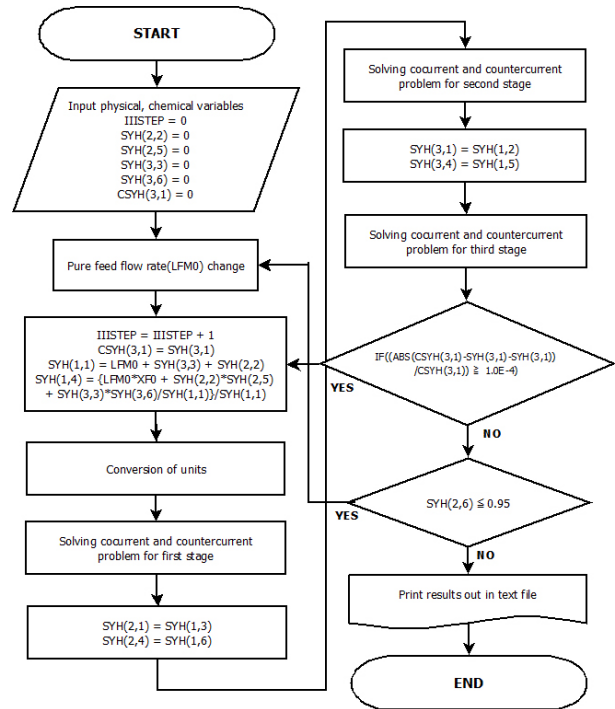 START
Input physical, chemical variables
IIISTEP = 0
SYH(2,2) = 0
SYH(2,5) = 0
SYH(3,3) = 0
SYH(3,6) = 0
CSYH(3,1) = 0
Pure feed flow rate(LFM0) change
IIISTEP = IIISTEP + 1
CSYH(3,1) = SYH(3,1)
SYH(1,1) = LFM0 + SYH(3,3) + SYH(2,2)
SYH(1,4) = {LFM0*XF0 + SYH(2,2)*SYH(2,5)
+ SYH(3,3)*SYH(3,6)/SYH(1,1)}/SYH(1,1)
Conversion of units
Solving cocurrent and countercurrent
problem for first stage
SYH(2,1) = SYH(1,3)
SYH(2,4) = SYH(1,6)
Solving cocurrent and countercurrent
problem for second stage
SYH(3,1) = SYH(1,2)
SYH(3,4) = SYH(1,5)
Solving cocurrent and countercurrent
problem for third stage
IF((ABS(CSYH(3,1)-SYH(3,1)-SYH(3,1))
/CSYH(3,1)) ≧ 1.0E-4)
YES
NO
SYH(2,6) ≦ 0.95
YES
NO
Print results out in text file
END